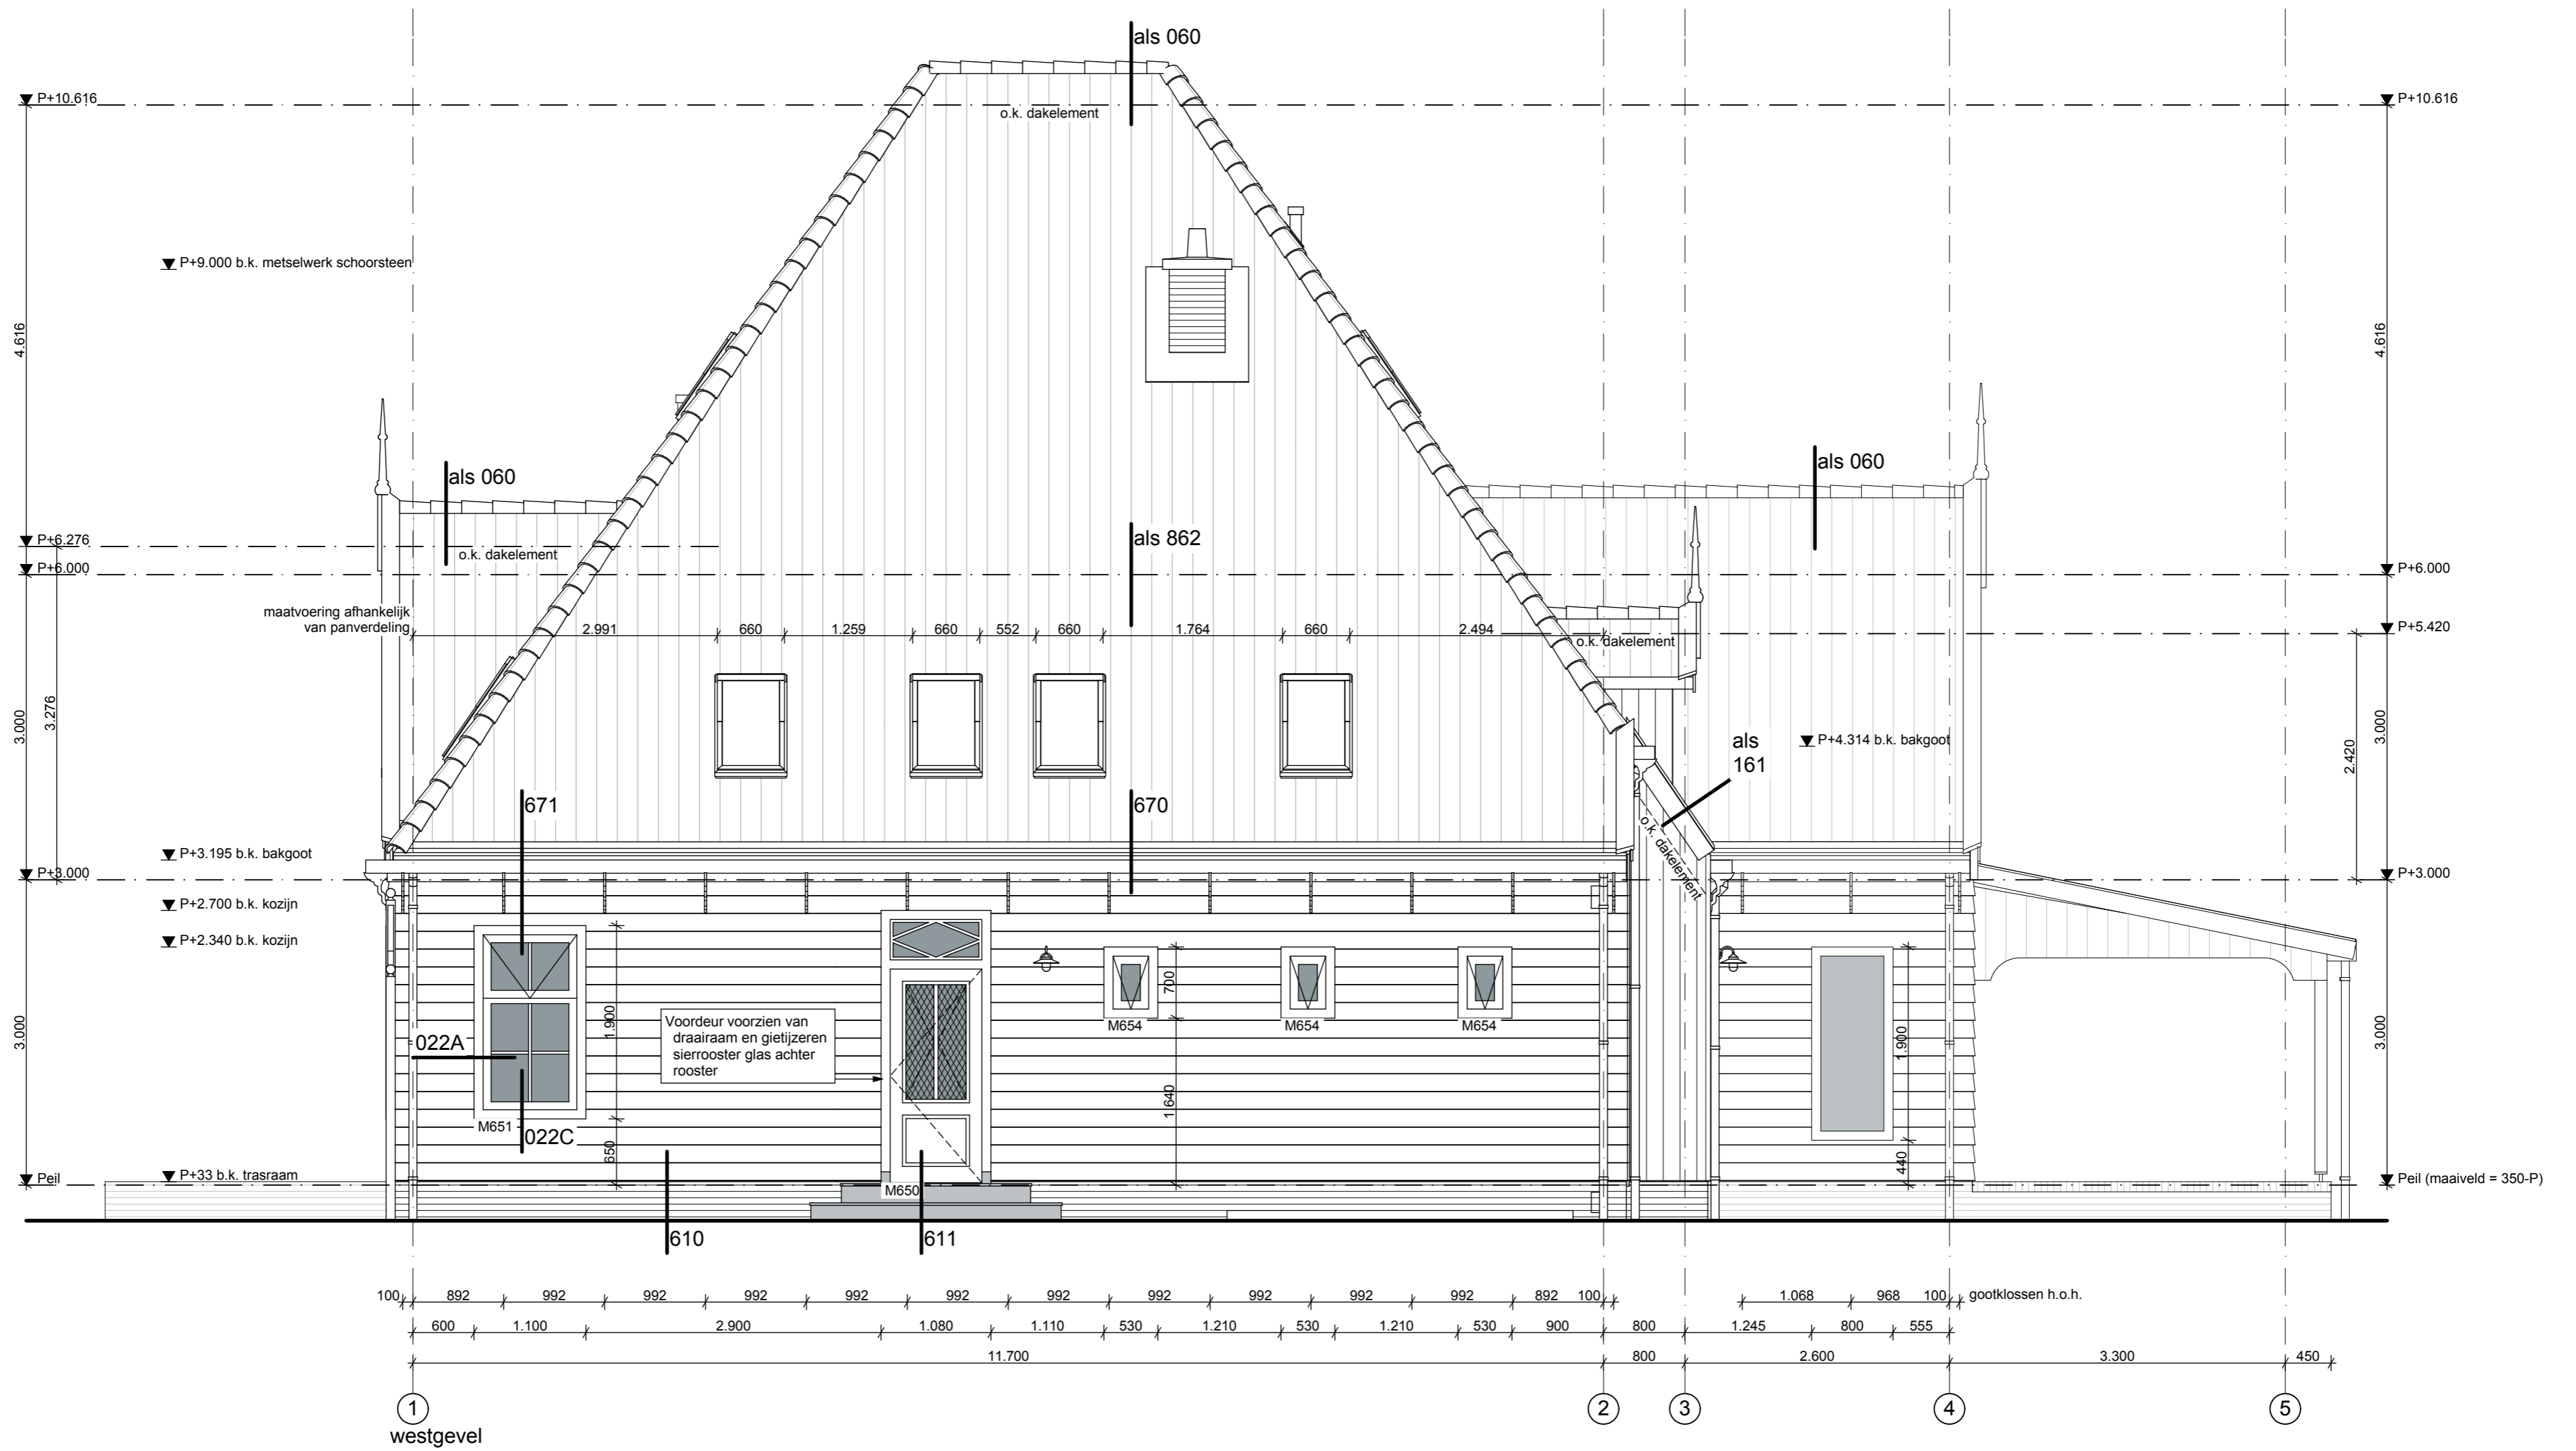 als 060
P+10.616
P+10.616
o.k. dakelement
P+9.000 b.k. metselwerk schoorsteen
4.616
4.616
als 060
als 060
P+6.276
o.k. dakelement
als 862
P+6.000
P+6.000
maatvoering afhankelijk
van panverdeling
2.991 660 1.259 660 552 660 1.764 660 2.494
P+5.420
o.k. dakelement
3.000
3.276
als
161
P+4.314 b.k. bakgoot
2.420
3.000
671
670
o.k. dakelement
P+3.195 b.k. bakgoot
P+3.000
P+3.000
P+2.700 b.k. kozijn
P+2.340 b.k. kozijn
3.000
1.900
700
1.900
3.000
M654
M654
M654
022A
Voordeur voorzien van
draairaam en gietijzeren
sierrooster glas achter
rooster
1.640
M651
022C
650
440
Peil
P+33 b.k. trasraam
M650
Peil (maaiveld = 350-P)
610
611
100 892 992 992 992 992 992 992 992 992 992 992 892 100 1.068 968 100 gootklossen h.o.h.
600 1.100 2.900 1.080 1.110 530 1.210 530 1.210 530 900 800 1.245 800 555
11.700 800 2.600 3.300 450
1 2 3 4 5
westgevel